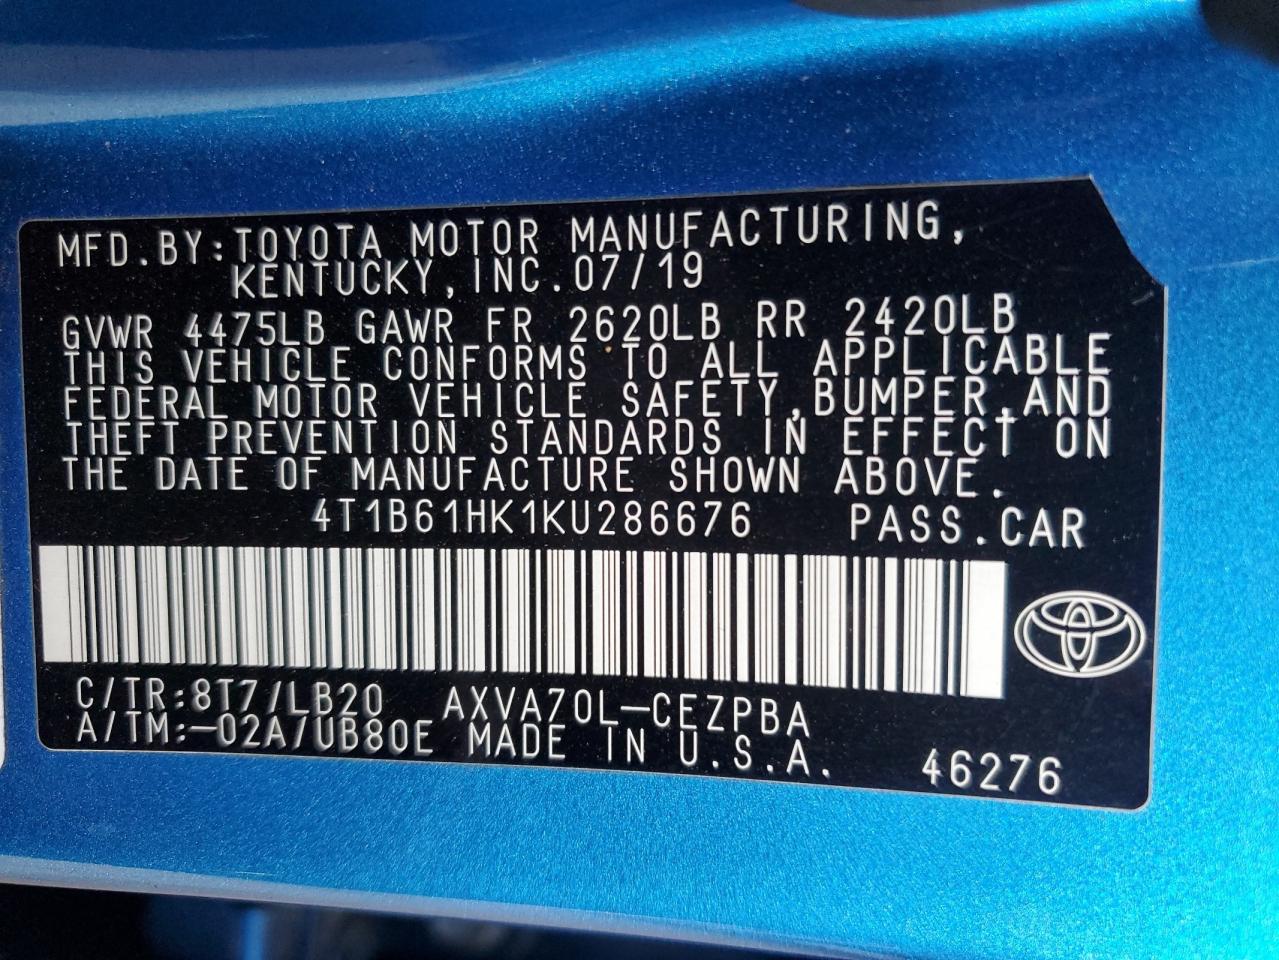 MFD.BY:TOYOTA MOTOR MANUFACTURING,
KENTUCKY,INC.07/19
GVWR 4475LB GAWR FR 2620LB RR 2420LB
THIS VEHICLE CONFORMS TO ALL APPLICABLE
FEDERAL MOTOR VEHICLE SAFETY,BUMPER,AND
THEFT PREVENTION STANDARDS IN EFFECT ON
THE DATE OF MANUFACTURE SHOWN ABOVE.
4T1B61HK1KU286676 PASS.CAR
C/TR:8T7/LB20 AXVA70L-CEZPBA
A/TM:-02A/UB80E MADE IN U.S.A.
46276